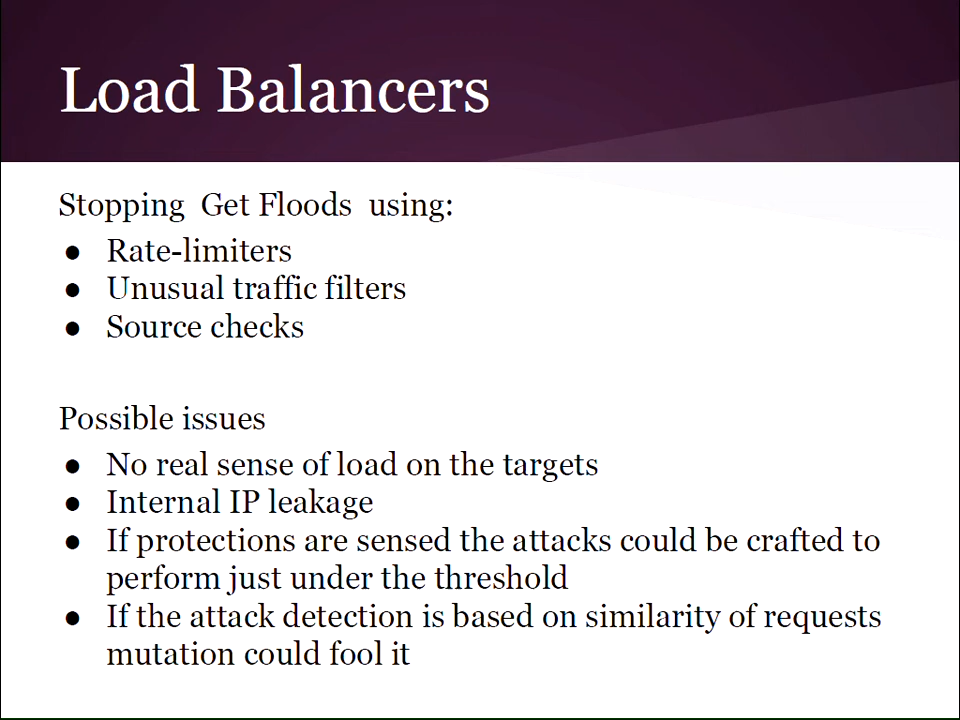 Load Balancers
Stopping Get Floods using:
● Rate-limiters
● Unusual traffic filters
● Source checks
Possible issues
● No real sense of load on the targets
● Internal IP leakage
● If protections are sensed the attacks could be crafted to
perform just under the threshold
● If the attack detection is based on similarity of requests
mutation could fool it